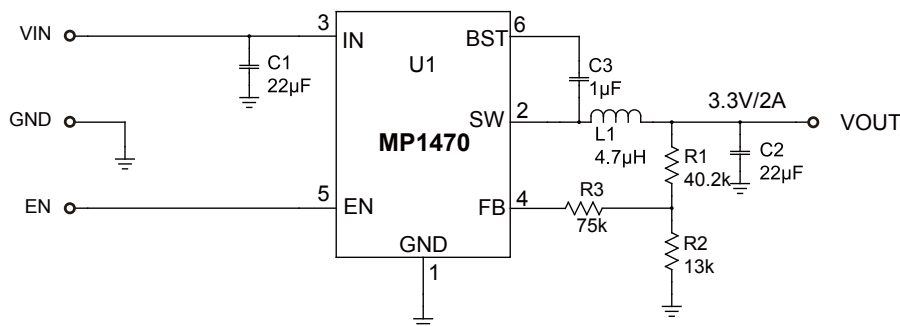 VIN
3
IN
C1
22µF
GND
EN
5
EN
U1
MP1470
GND
1
BST
6
C3
1µF
SW
2
L1
4.7µH
3.3V/2A
VOUT
R1
40.2k
C2
22µF
FB
4
R3
75k
R2
13k